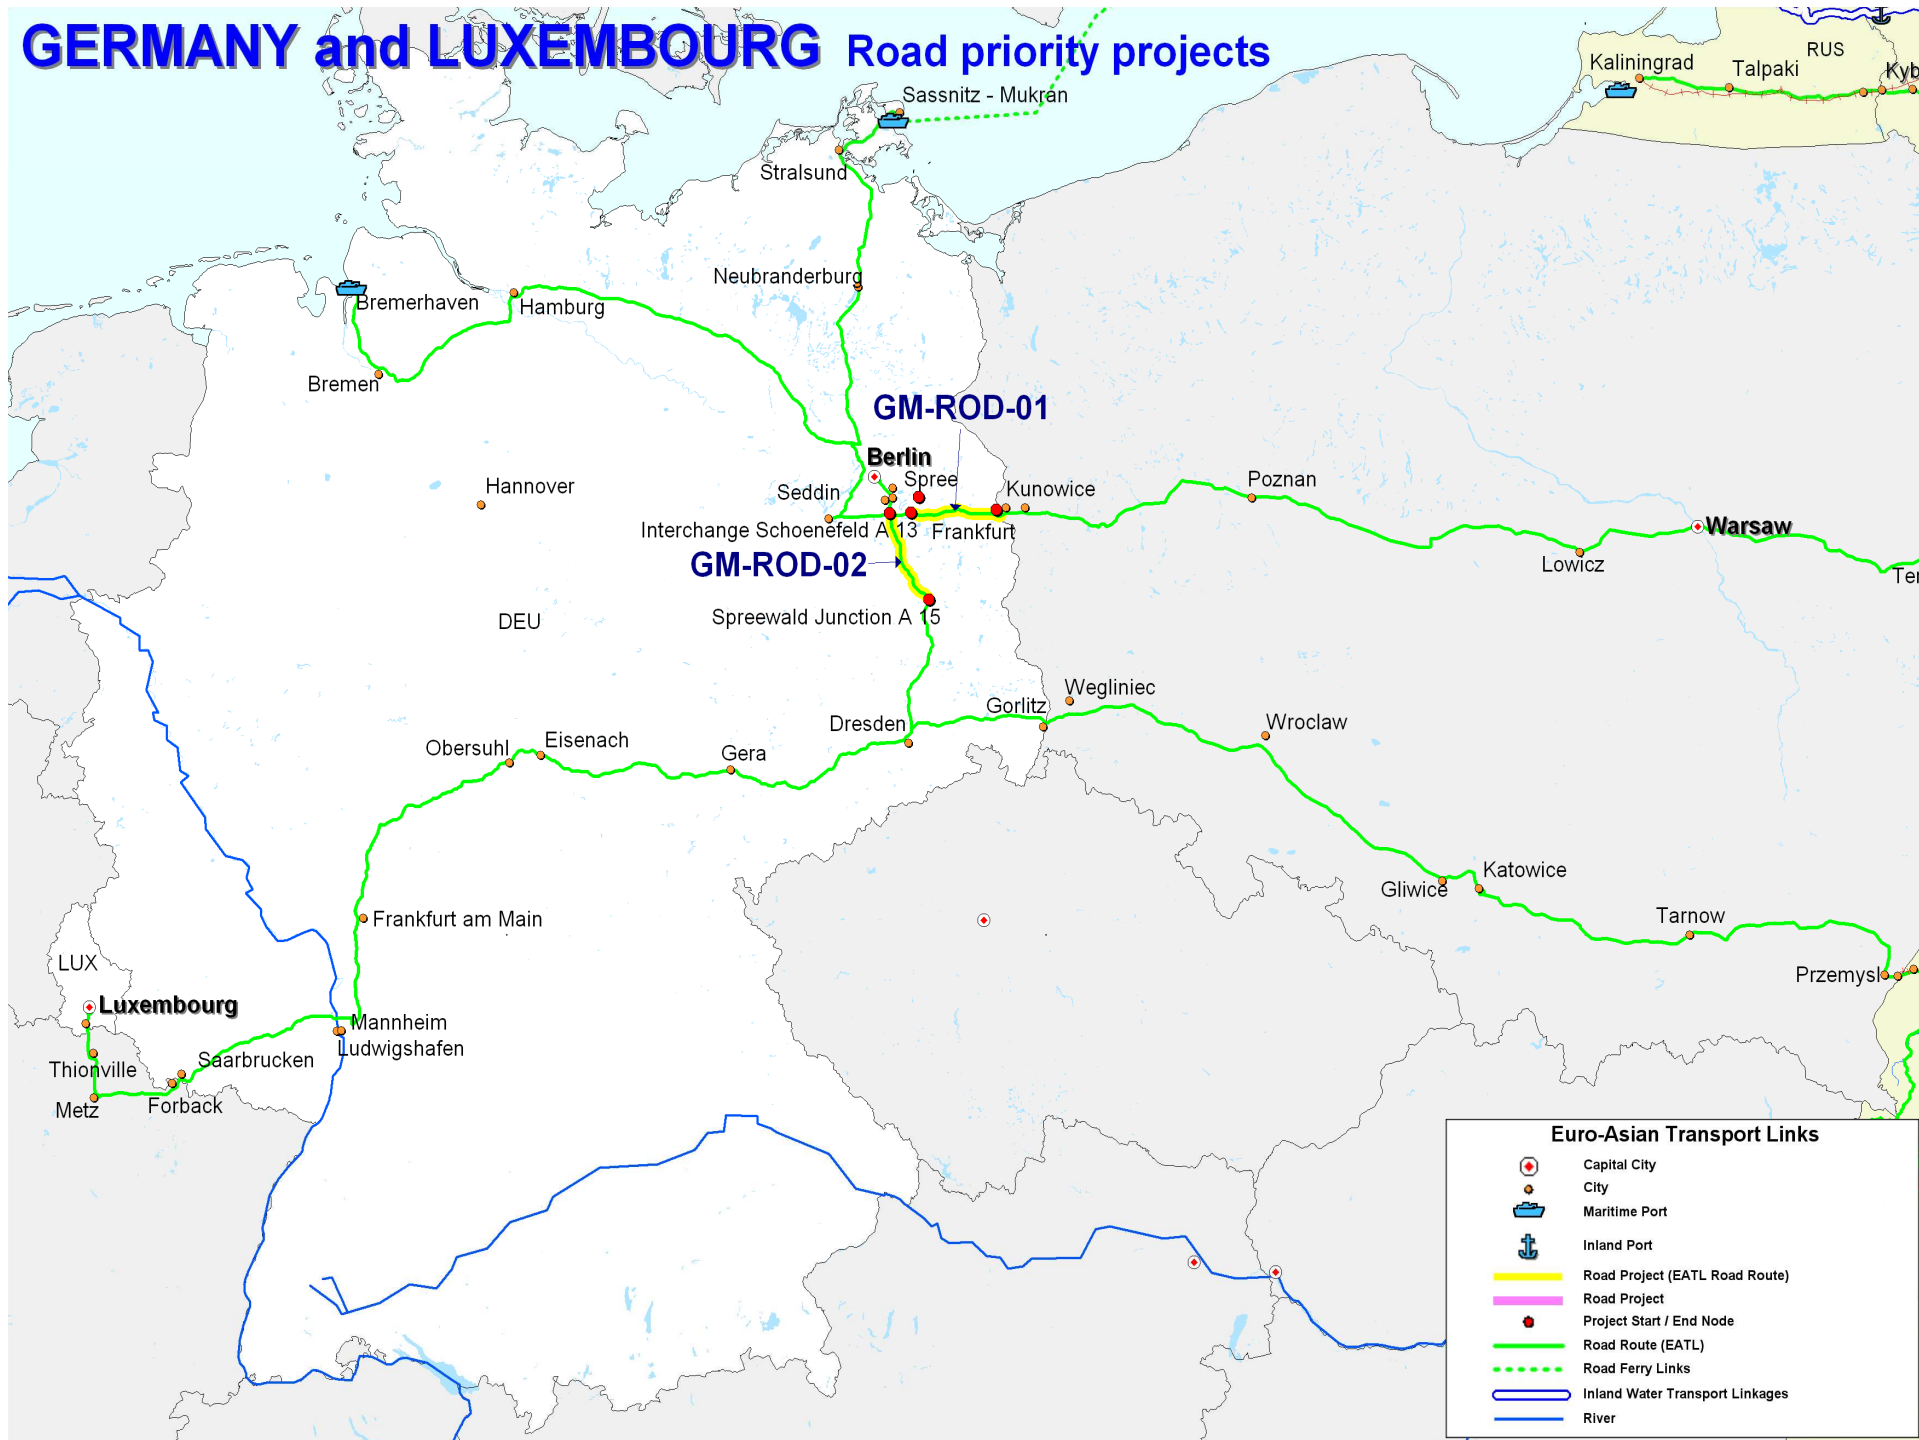 GERMANY and LUXEMBOURG Road priority projects
RUS
Kaliningrad
Talpaki
Kyb
Sassnitz - Mukran
Stralsund
Neubranderburg
Bremerhaven
Hamburg
Bremen
GM-ROD-01
Berlin
Spree
Hannover
Seddin
Kunowice
Poznan
Interchange Schoenefeld A 13
Frankfurt
Warsaw
GM-ROD-02
Lowicz
Ter
DEU
Spreewald Junction A 15
Wegliniec
Gorlitz
Dresden
Wroclaw
Obersuhl
Eisenach
Gera
Katowice
Gliwice
Frankfurt am Main
Tarnow
LUX
Przemysl
Luxembourg
Mannheim
Ludwigshafen
Saarbrucken
Thionville
Forback
Metz
Euro-Asian Transport Links
Capital City
City
Maritime Port
Inland Port
Road Project (EATL Road Route)
Road Project
Project Start / End Node
Road Route (EATL)
Road Ferry Links
Inland Water Transport Linkages
River